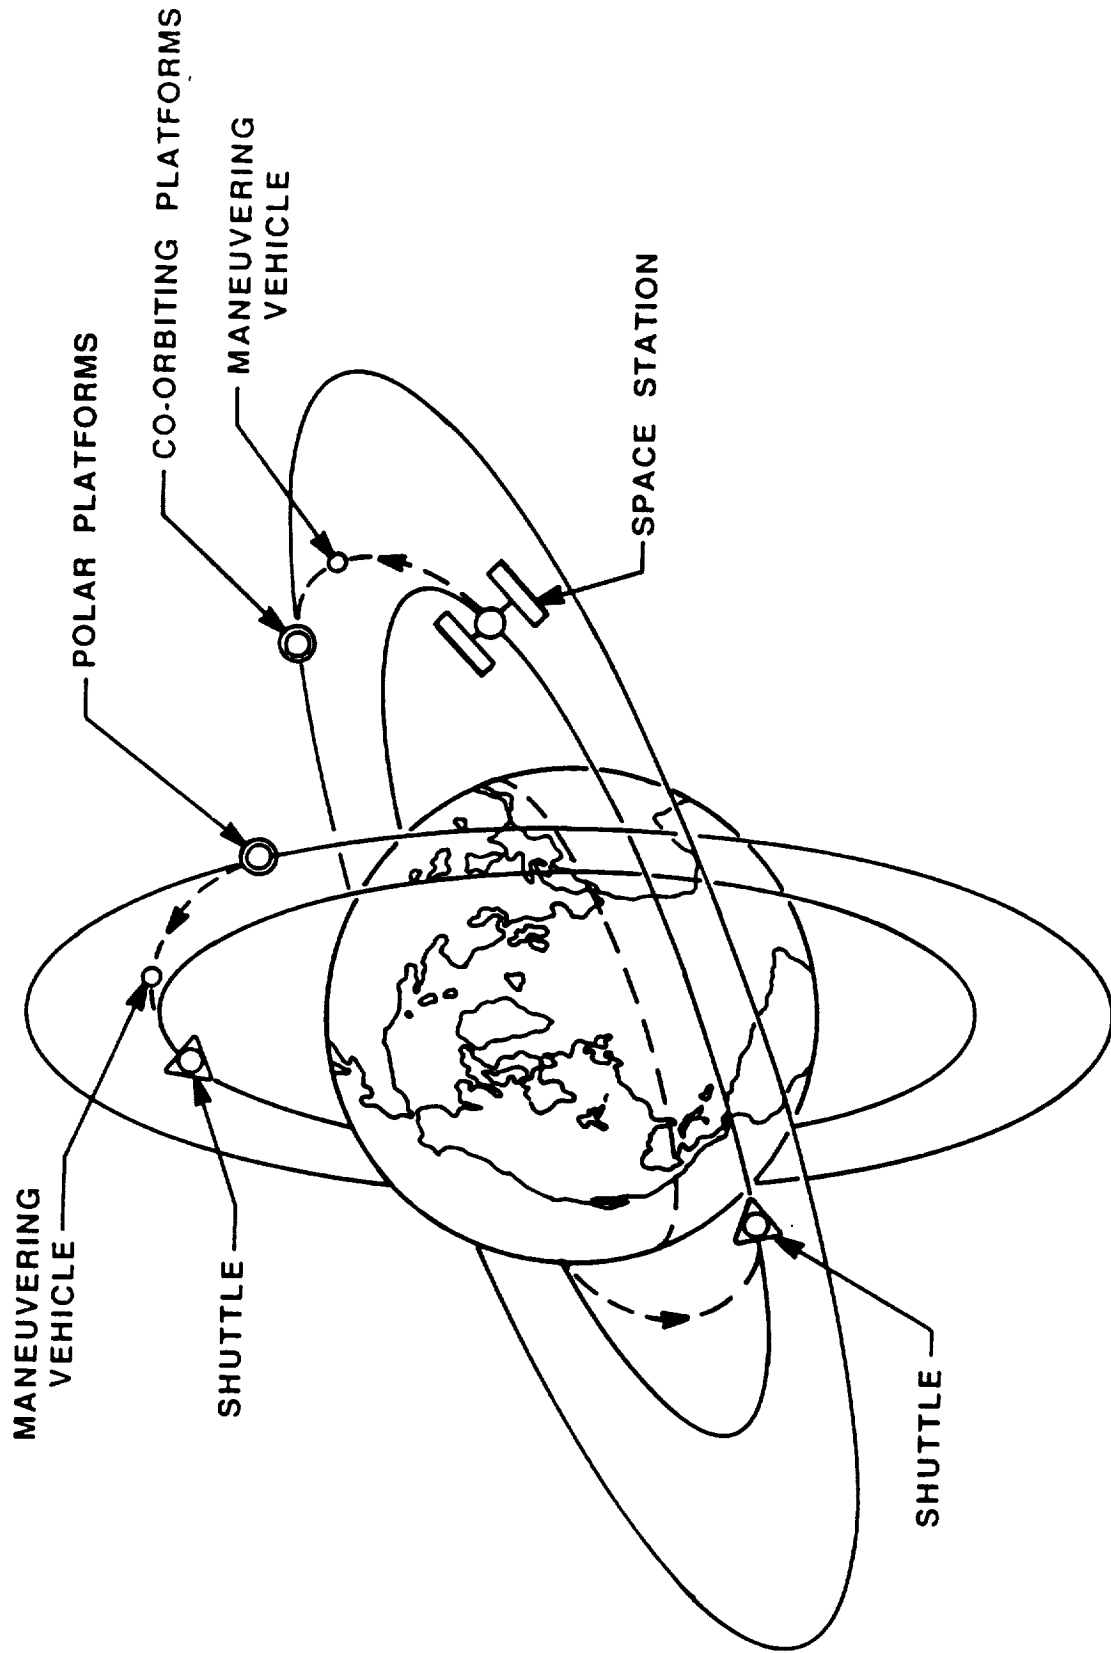 MANEUVERING
VEHICLE
SHUTTLE
POLAR PLATFORMS
CO-ORBITING PLATFORMS
MANEUVERING
VEHICLE
SPACE STATION
SHUTTLE